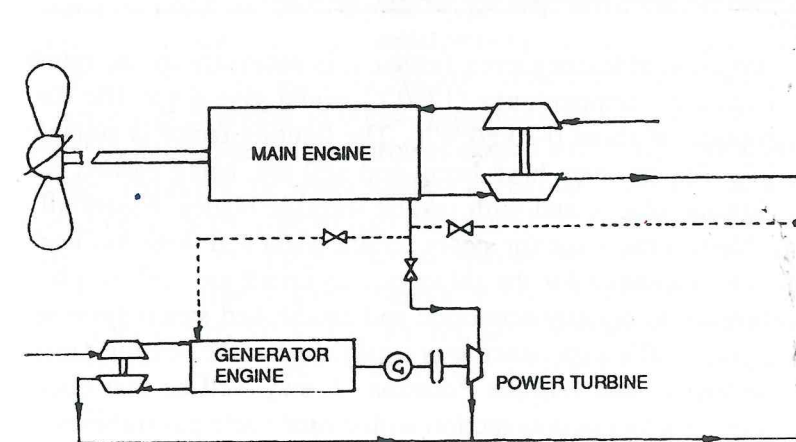 MAIN ENGINE
GENERATOR
ENGINE
G
POWER TURBINE